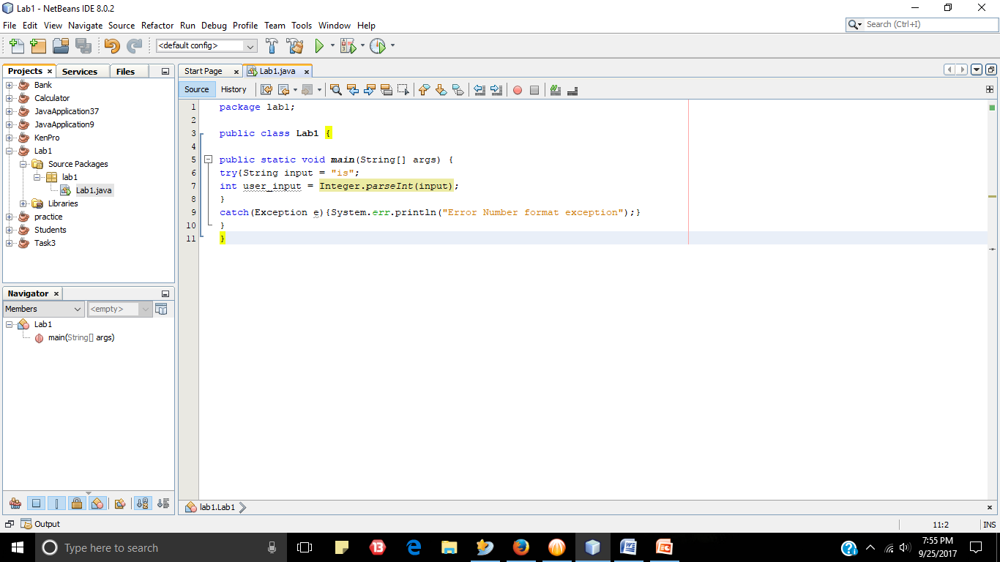 Lab1 - NetBeans IDE 8.0.2
File Edit View Navigate Source Refactor Run Debug Profile Team Tools Window Help
Search (Ctrl+I)
<default config>
Projects Services Files
Bank
Calculator
JavaApplication37
JavaApplication9
KenPro
Lab1
Source Packages
lab1
Lab1.java
Libraries
practice
Students
Task3
Navigator
Members <empty>
Lab1
main(String[] args)
Start Page Lab1.java
Source History
1 package lab1;
2
3 public class Lab1 {
4
5 public static void main(String[] args) {
6 try{String input = "is";
7 int user_input = Integer.parseInt(input);
8 }
9 catch(Exception e){System.err.println("Error Number format exception");}
10 }
11 }
lab1.Lab1
Output
11:2 INS
Type here to search
13
7:55 PM
9/25/2017